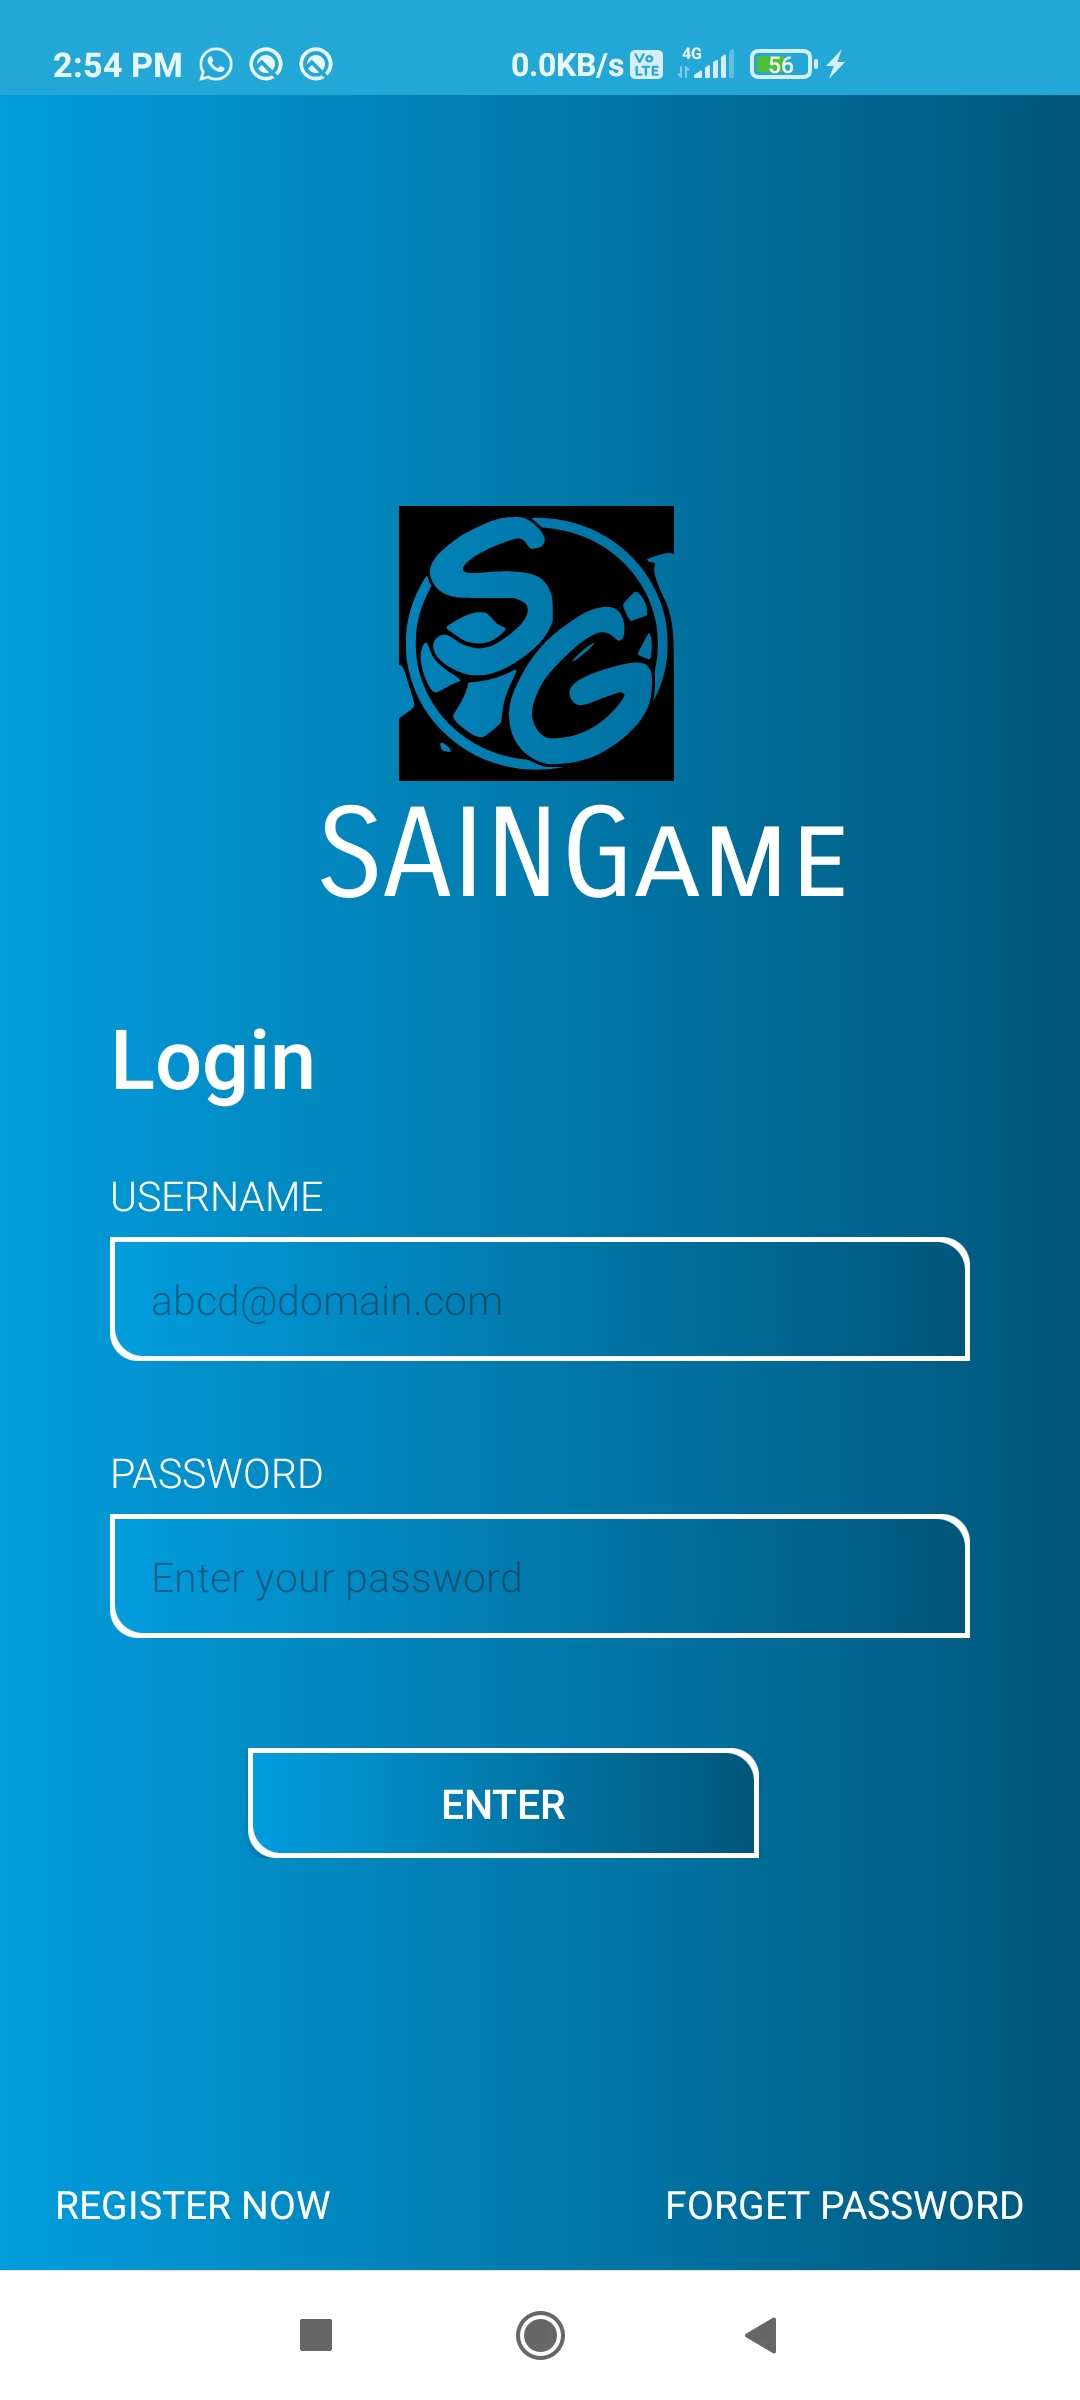 2:54 PM 0.0KB/s Vo LTE 4G 56
SG
SAINGAME
Login
USERNAME
abcd@domain.com
PASSWORD
Enter your password
ENTER
REGISTER NOW FORGET PASSWORD